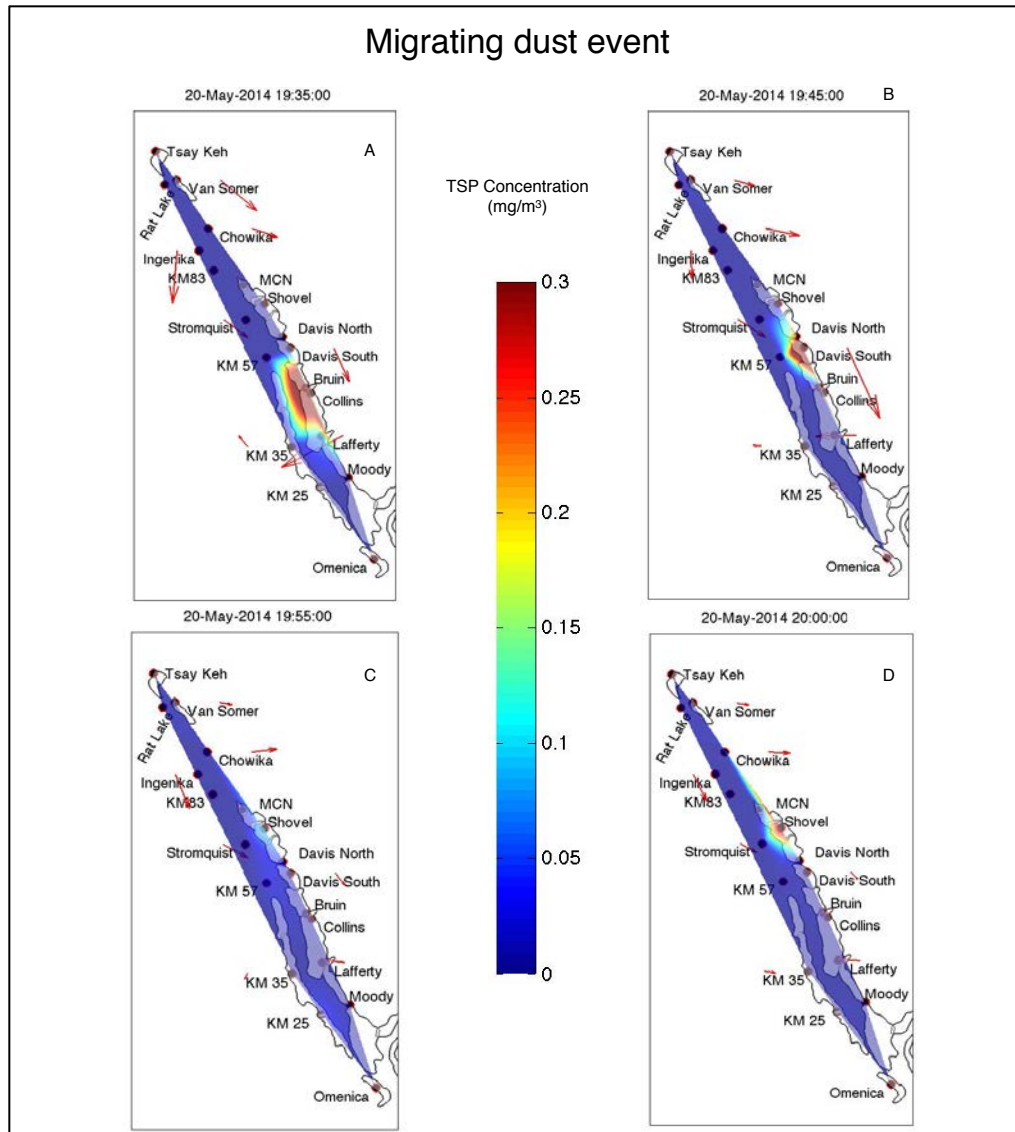 Migrating dust event
20-May-2014 19:35:00
A
Tsay Keh
Van Somer
Rat Lake
Chowika
Ingenika
KM83
MCN
Shovel
Stromquist
Davis North
Davis South
KM 57
Bruin
Collins
Lafferty
KM 35
Moody
KM 25
Omenica
20-May-2014 19:45:00
B
Tsay Keh
Van Somer
Rat Lake
Chowika
Ingenika
KM83
MCN
Shovel
Stromquist
Davis North
Davis South
KM 57
Bruin
Collins
Lafferty
KM 35
Moody
KM 25
Omenica
TSP Concentration
(mg/m³)
0.3
0.25
0.2
0.15
0.1
0.05
0
20-May-2014 19:55:00
C
Tsay Keh
Van Somer
Rat Lake
Chowika
Ingenika
KM83
MCN
Shovel
Stromquist
Davis North
Davis South
KM 57
Bruin
Collins
Lafferty
KM 35
Moody
KM 25
Omenica
20-May-2014 20:00:00
D
Tsay Keh
Van Somer
Rat Lake
Chowika
Ingenika
KM83
MCN
Shovel
Stromquist
Davis North
Davis South
KM 57
Bruin
Collins
Lafferty
KM 35
Moody
KM 25
Omenica